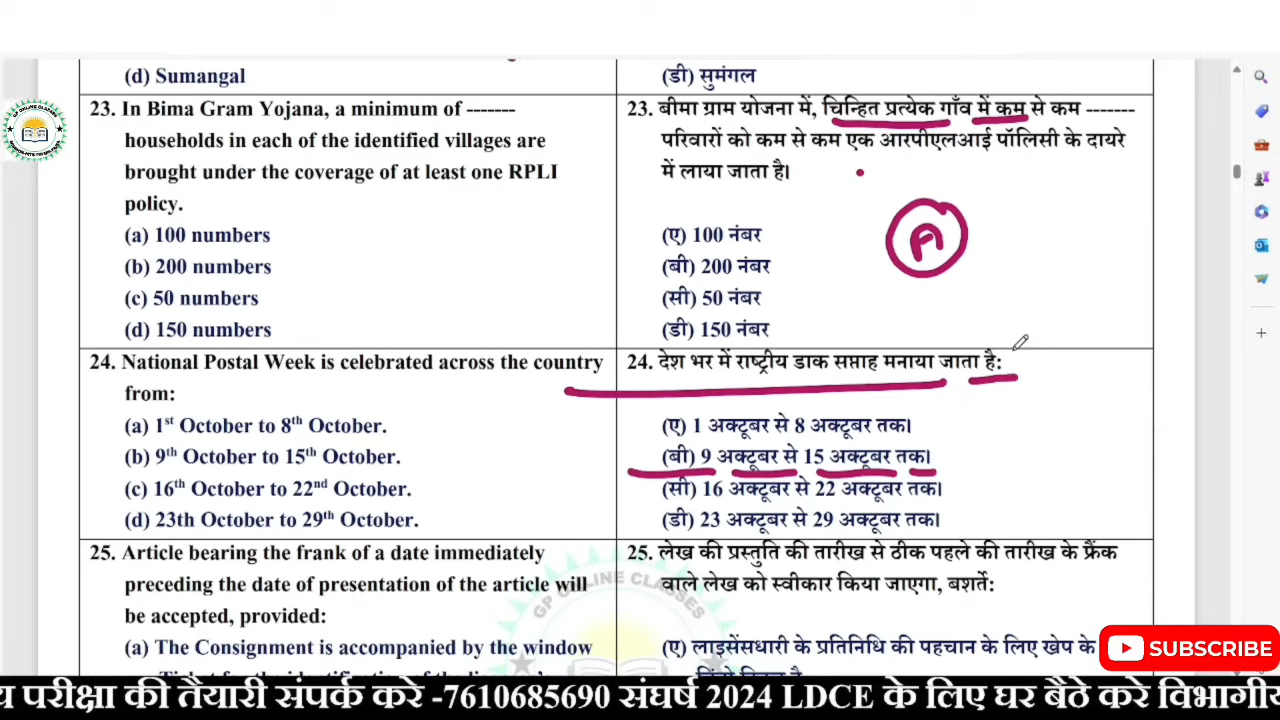 (d) Sumangal
(डी) सुमंगल
23. In Bima Gram Yojana, a minimum of -------
households in each of the identified villages are
brought under the coverage of at least one RPLI
policy.
(a) 100 numbers
(b) 200 numbers
(c) 50 numbers
(d) 150 numbers
23. बीमा ग्राम योजना में, चिन्हित प्रत्येक गाँव में कम से कम -------
परिवारों को कम से कम एक आरपीएलआई पॉलिसी के दायरे
में लाया जाता है।
(ए) 100 नंबर
(बी) 200 नंबर
(सी) 50 नंबर
(डी) 150 नंबर
A
24. National Postal Week is celebrated across the country
from:
(a) 1st October to 8th October.
(b) 9th October to 15th October.
(c) 16th October to 22nd October.
(d) 23th October to 29th October.
24. देश भर में राष्ट्रीय डाक सप्ताह मनाया जाता है:
(ए) 1 अक्टूबर से 8 अक्टूबर तक।
(बी) 9 अक्टूबर से 15 अक्टूबर तक।
(सी) 16 अक्टूबर से 22 अक्टूबर तक।
(डी) 23 अक्टूबर से 29 अक्टूबर तक।
25. Article bearing the frank of a date immediately
preceding the date of presentation of the article will
be accepted, provided:
(a) The Consignment is accompanied by the window
25. लेख की प्रस्तुति की तारीख से ठीक पहले की तारीख के फ्रैंक
वाले लेख को स्वीकार किया जाएगा, बशर्ते:
(ए) लाइसेंसधारी के प्रतिनिधि की पहचान के लिए खेप के
GP ONLINE CLASSES
SUBSCRIBE
य परीक्षा की तैयारी संपर्क करे -7610685690 संघर्ष 2024 LDCE के लिए घर बैठे करे विभागीय